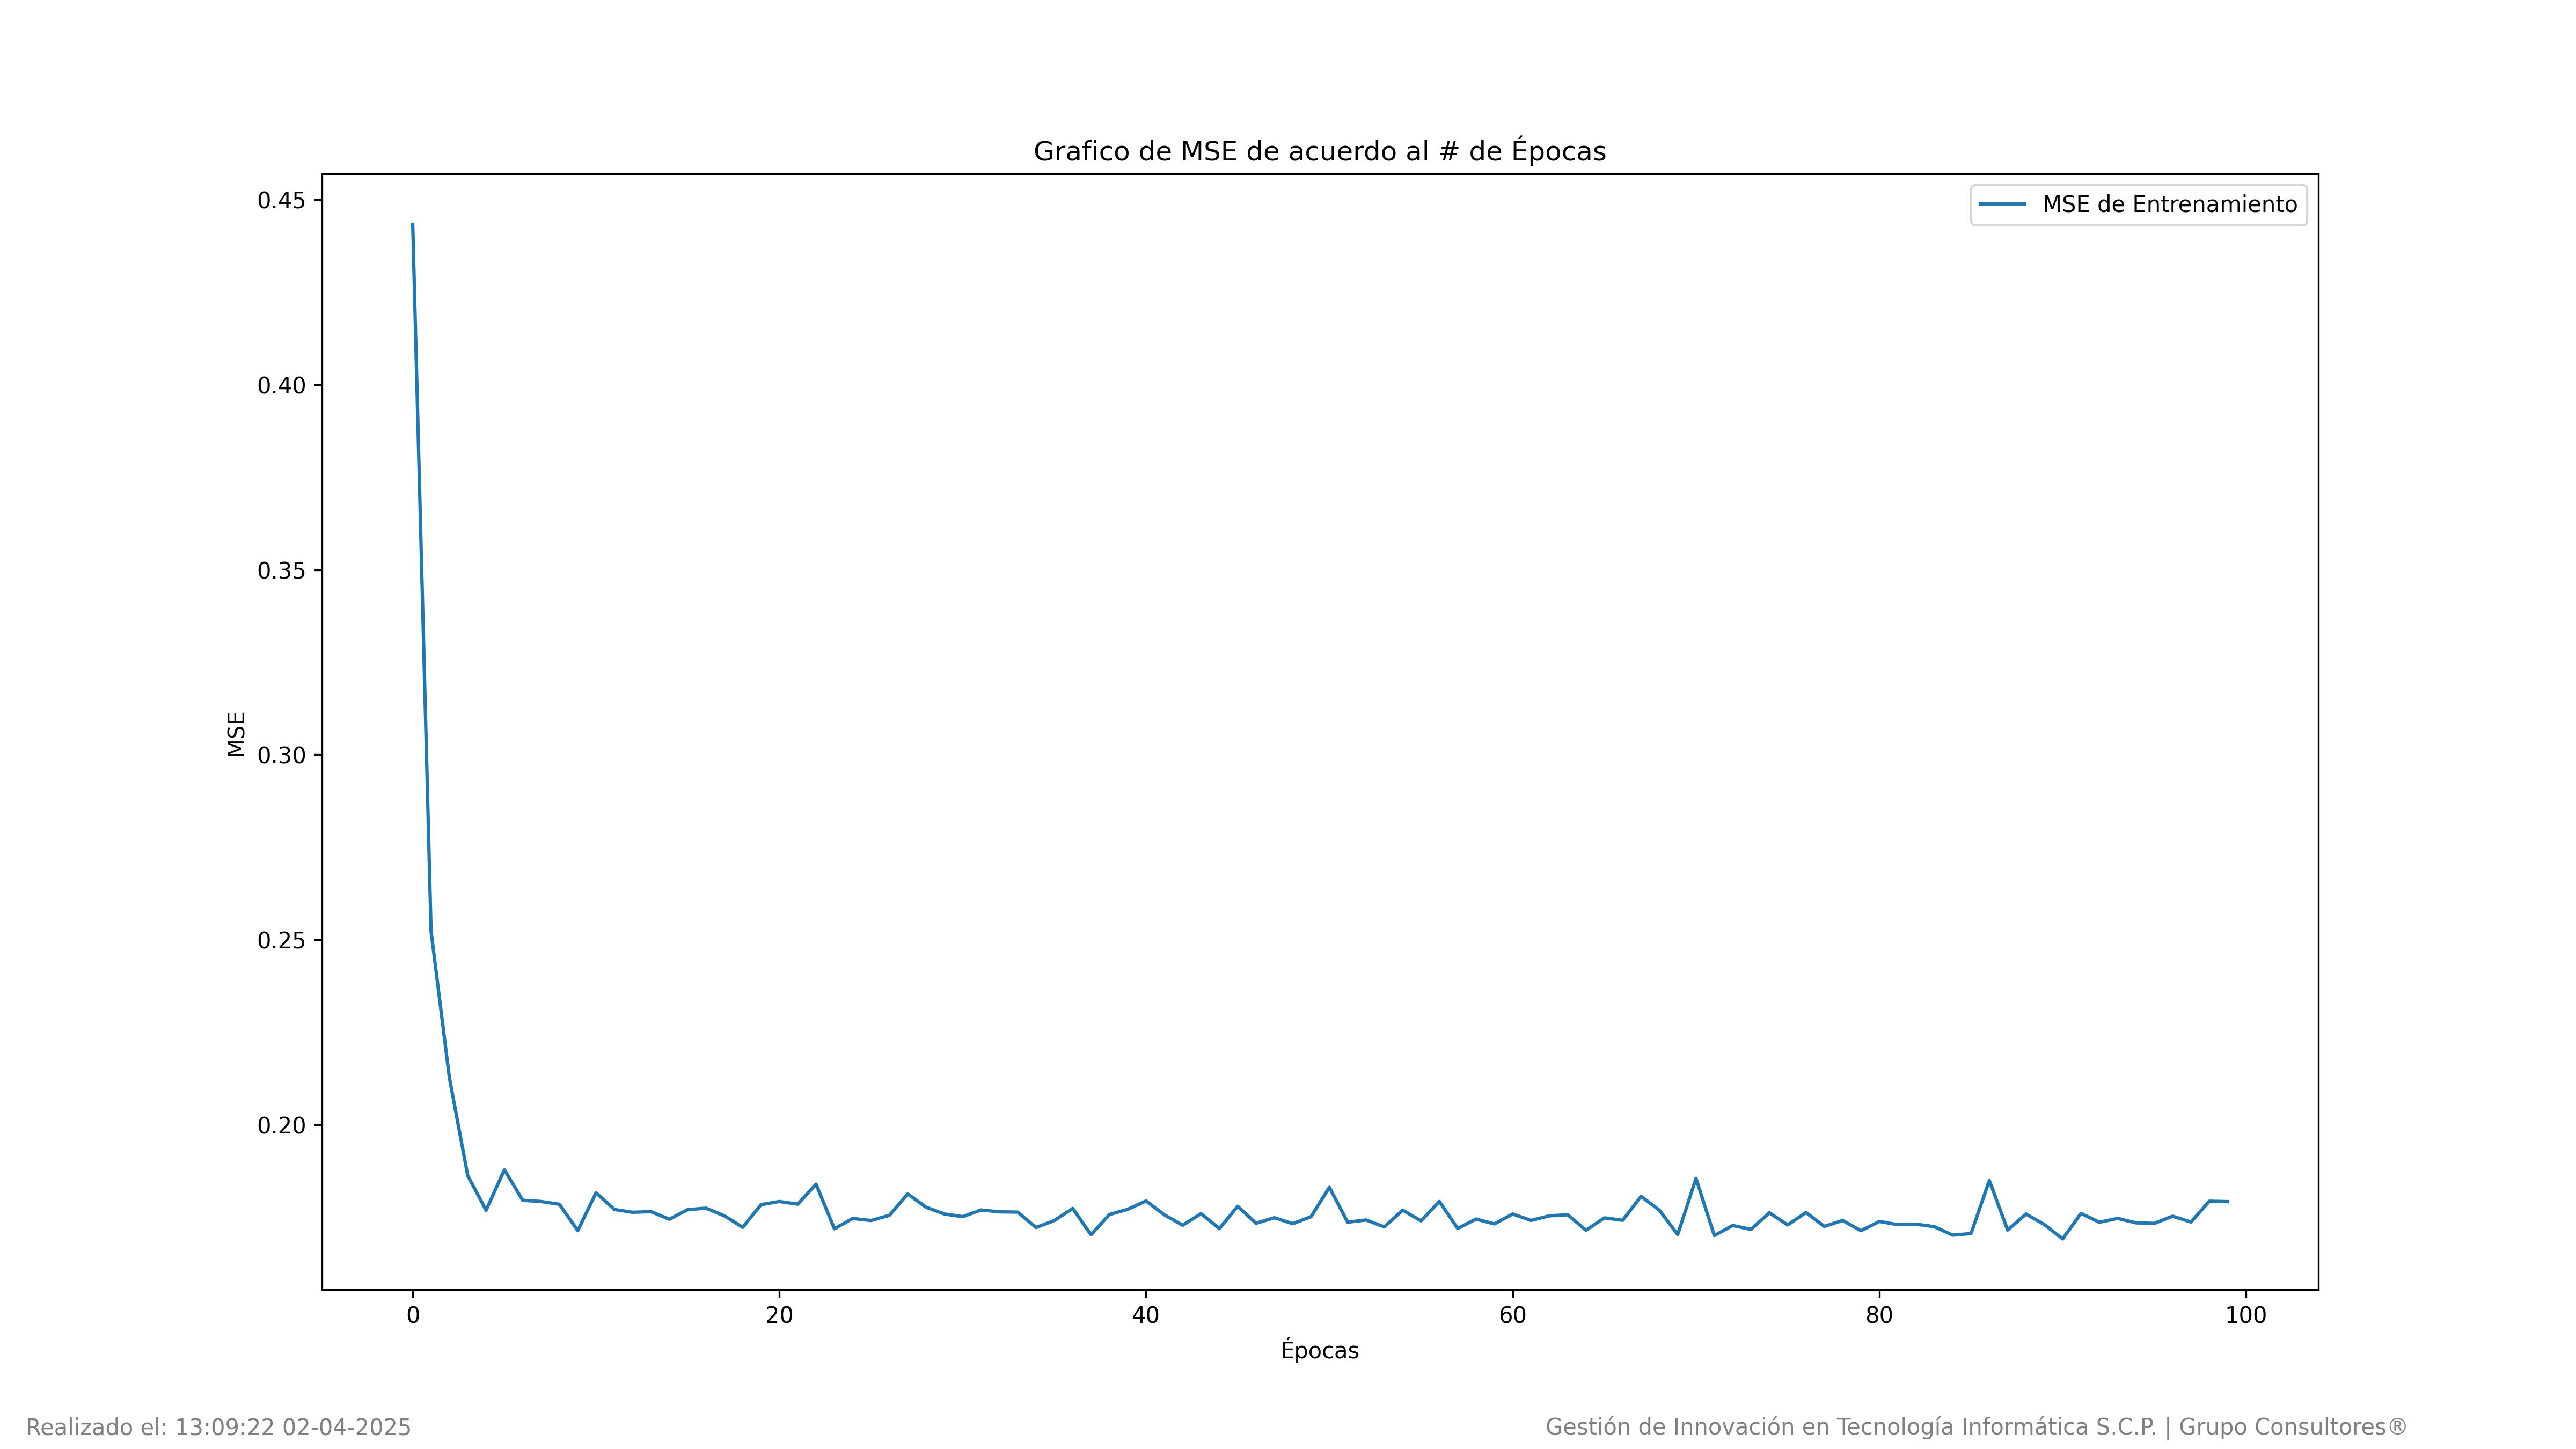 Grafico de MSE de acuerdo al # de Épocas
MSE de Entrenamiento
0.45
0.40
0.35
0.30
0.25
0.20
MSE
0
20
40
60
80
100
Épocas
Realizado el: 13:09:22 02-04-2025
Gestión de Innovación en Tecnología Informática S.C.P. | Grupo Consultores®